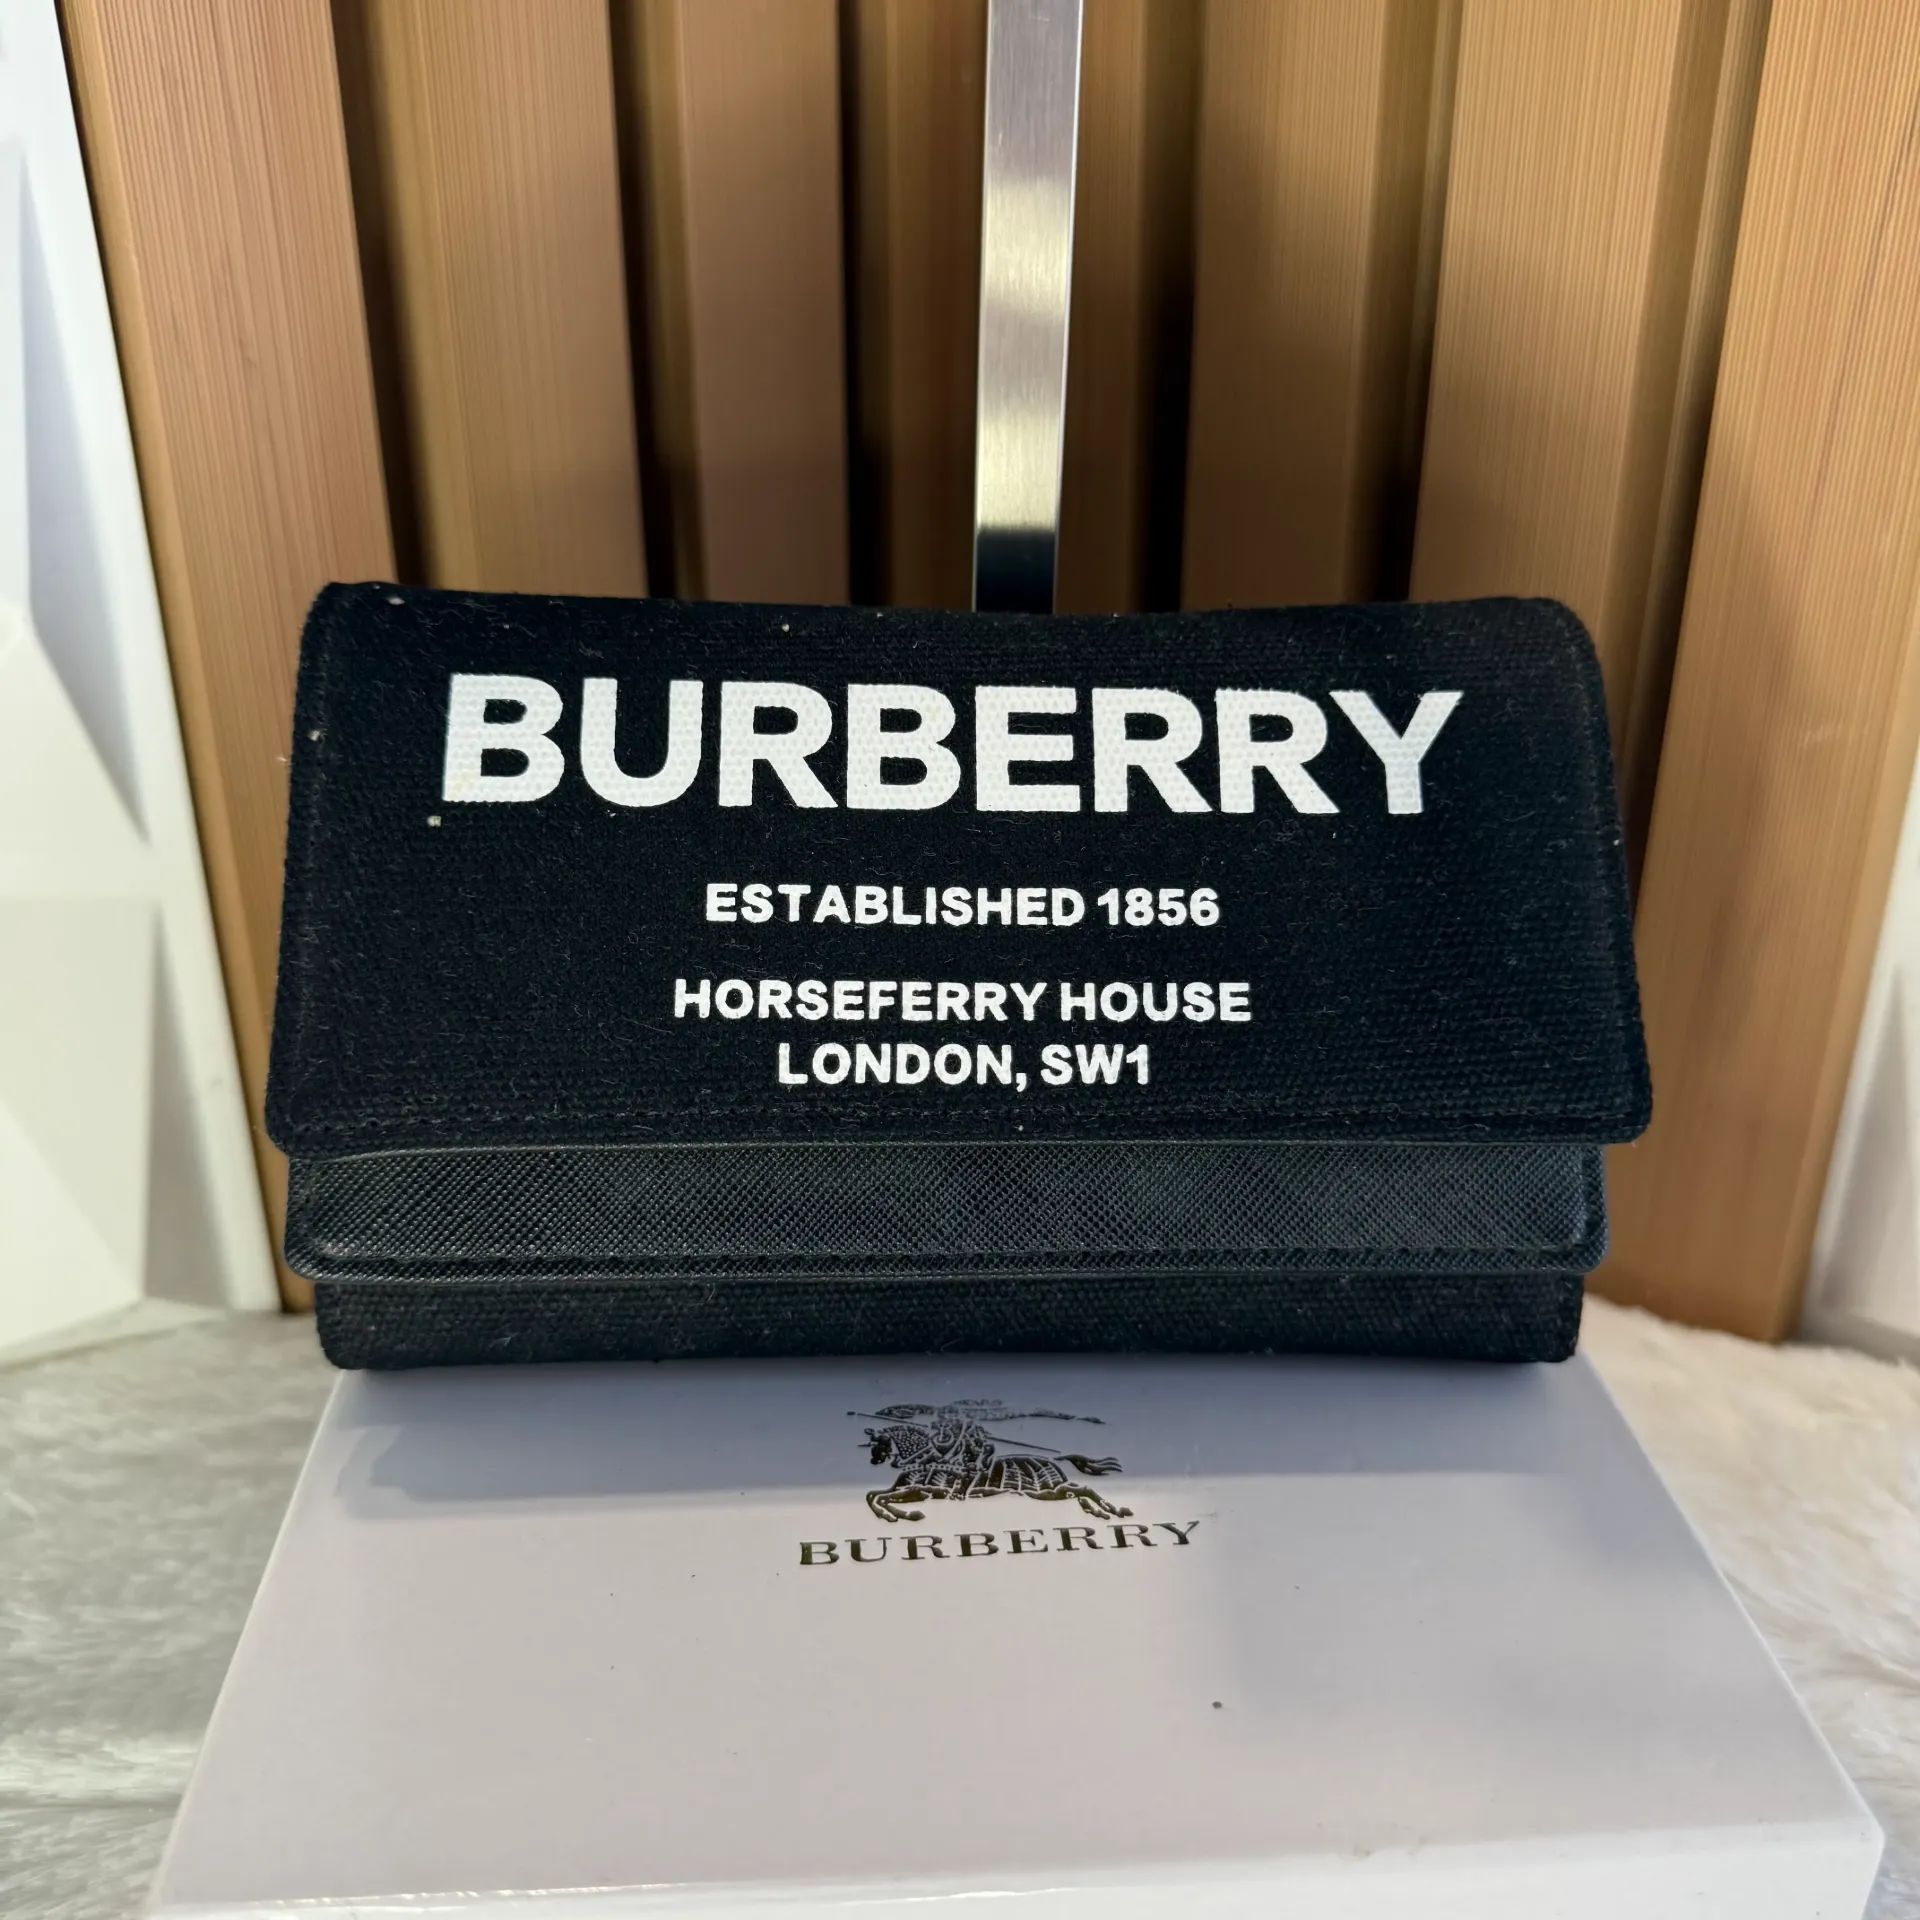 BURBERRY
ESTABLISHED 1856
HORSEFERRY HOUSE
LONDON, SW1
BURBERRY